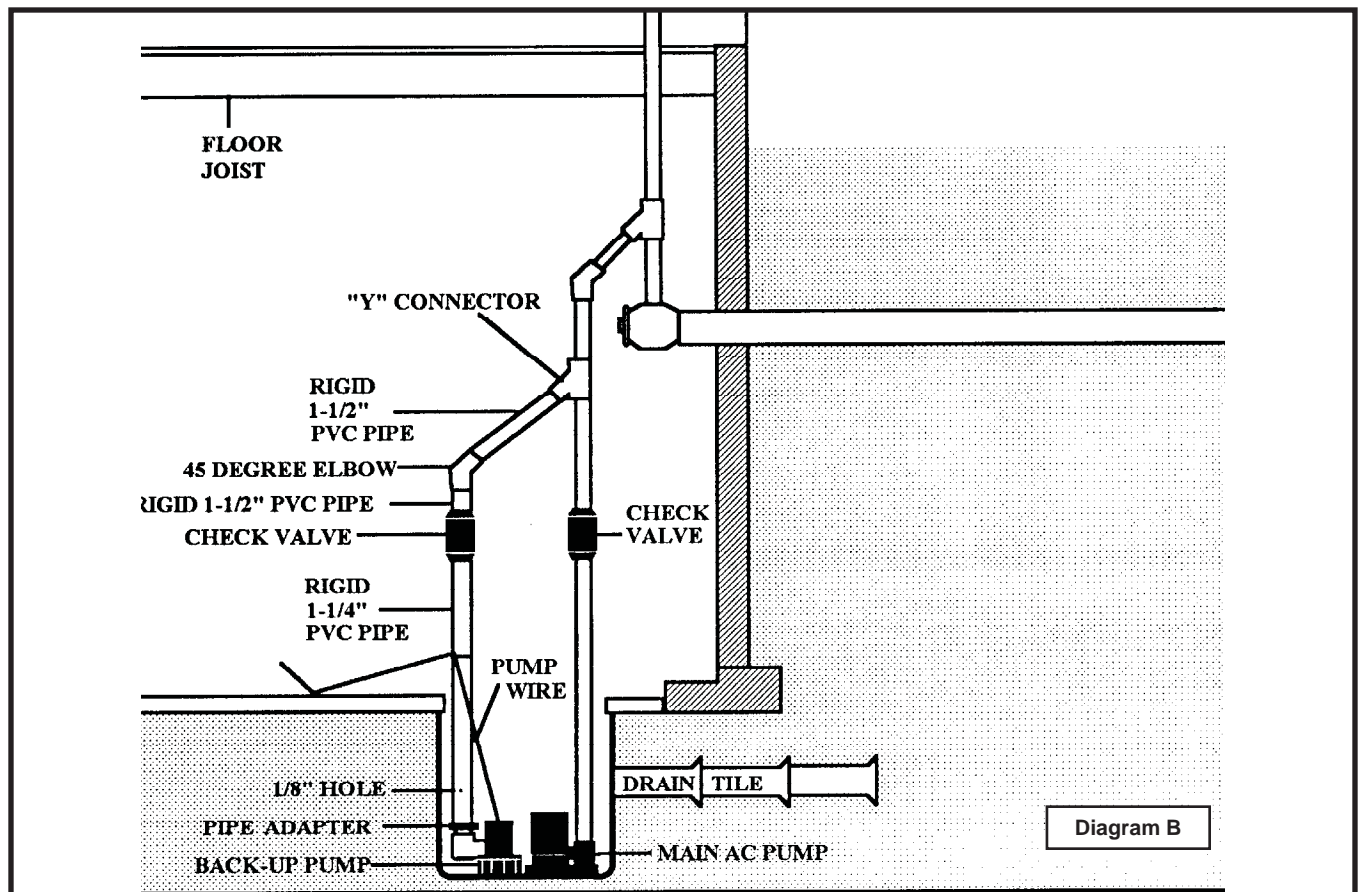 FLOOR
JOIST
"Y" CONNECTOR
RIGID
1-1/2"
PVC PIPE
45 DEGREE ELBOW
RIGID 1-1/2" PVC PIPE
CHECK VALVE
CHECK
VALVE
RIGID
1-1/4"
PVC PIPE
PUMP
WIRE
1/8" HOLE
DRAIN TILE
PIPE ADAPTER
BACK-UP PUMP
MAIN AC PUMP
Diagram B